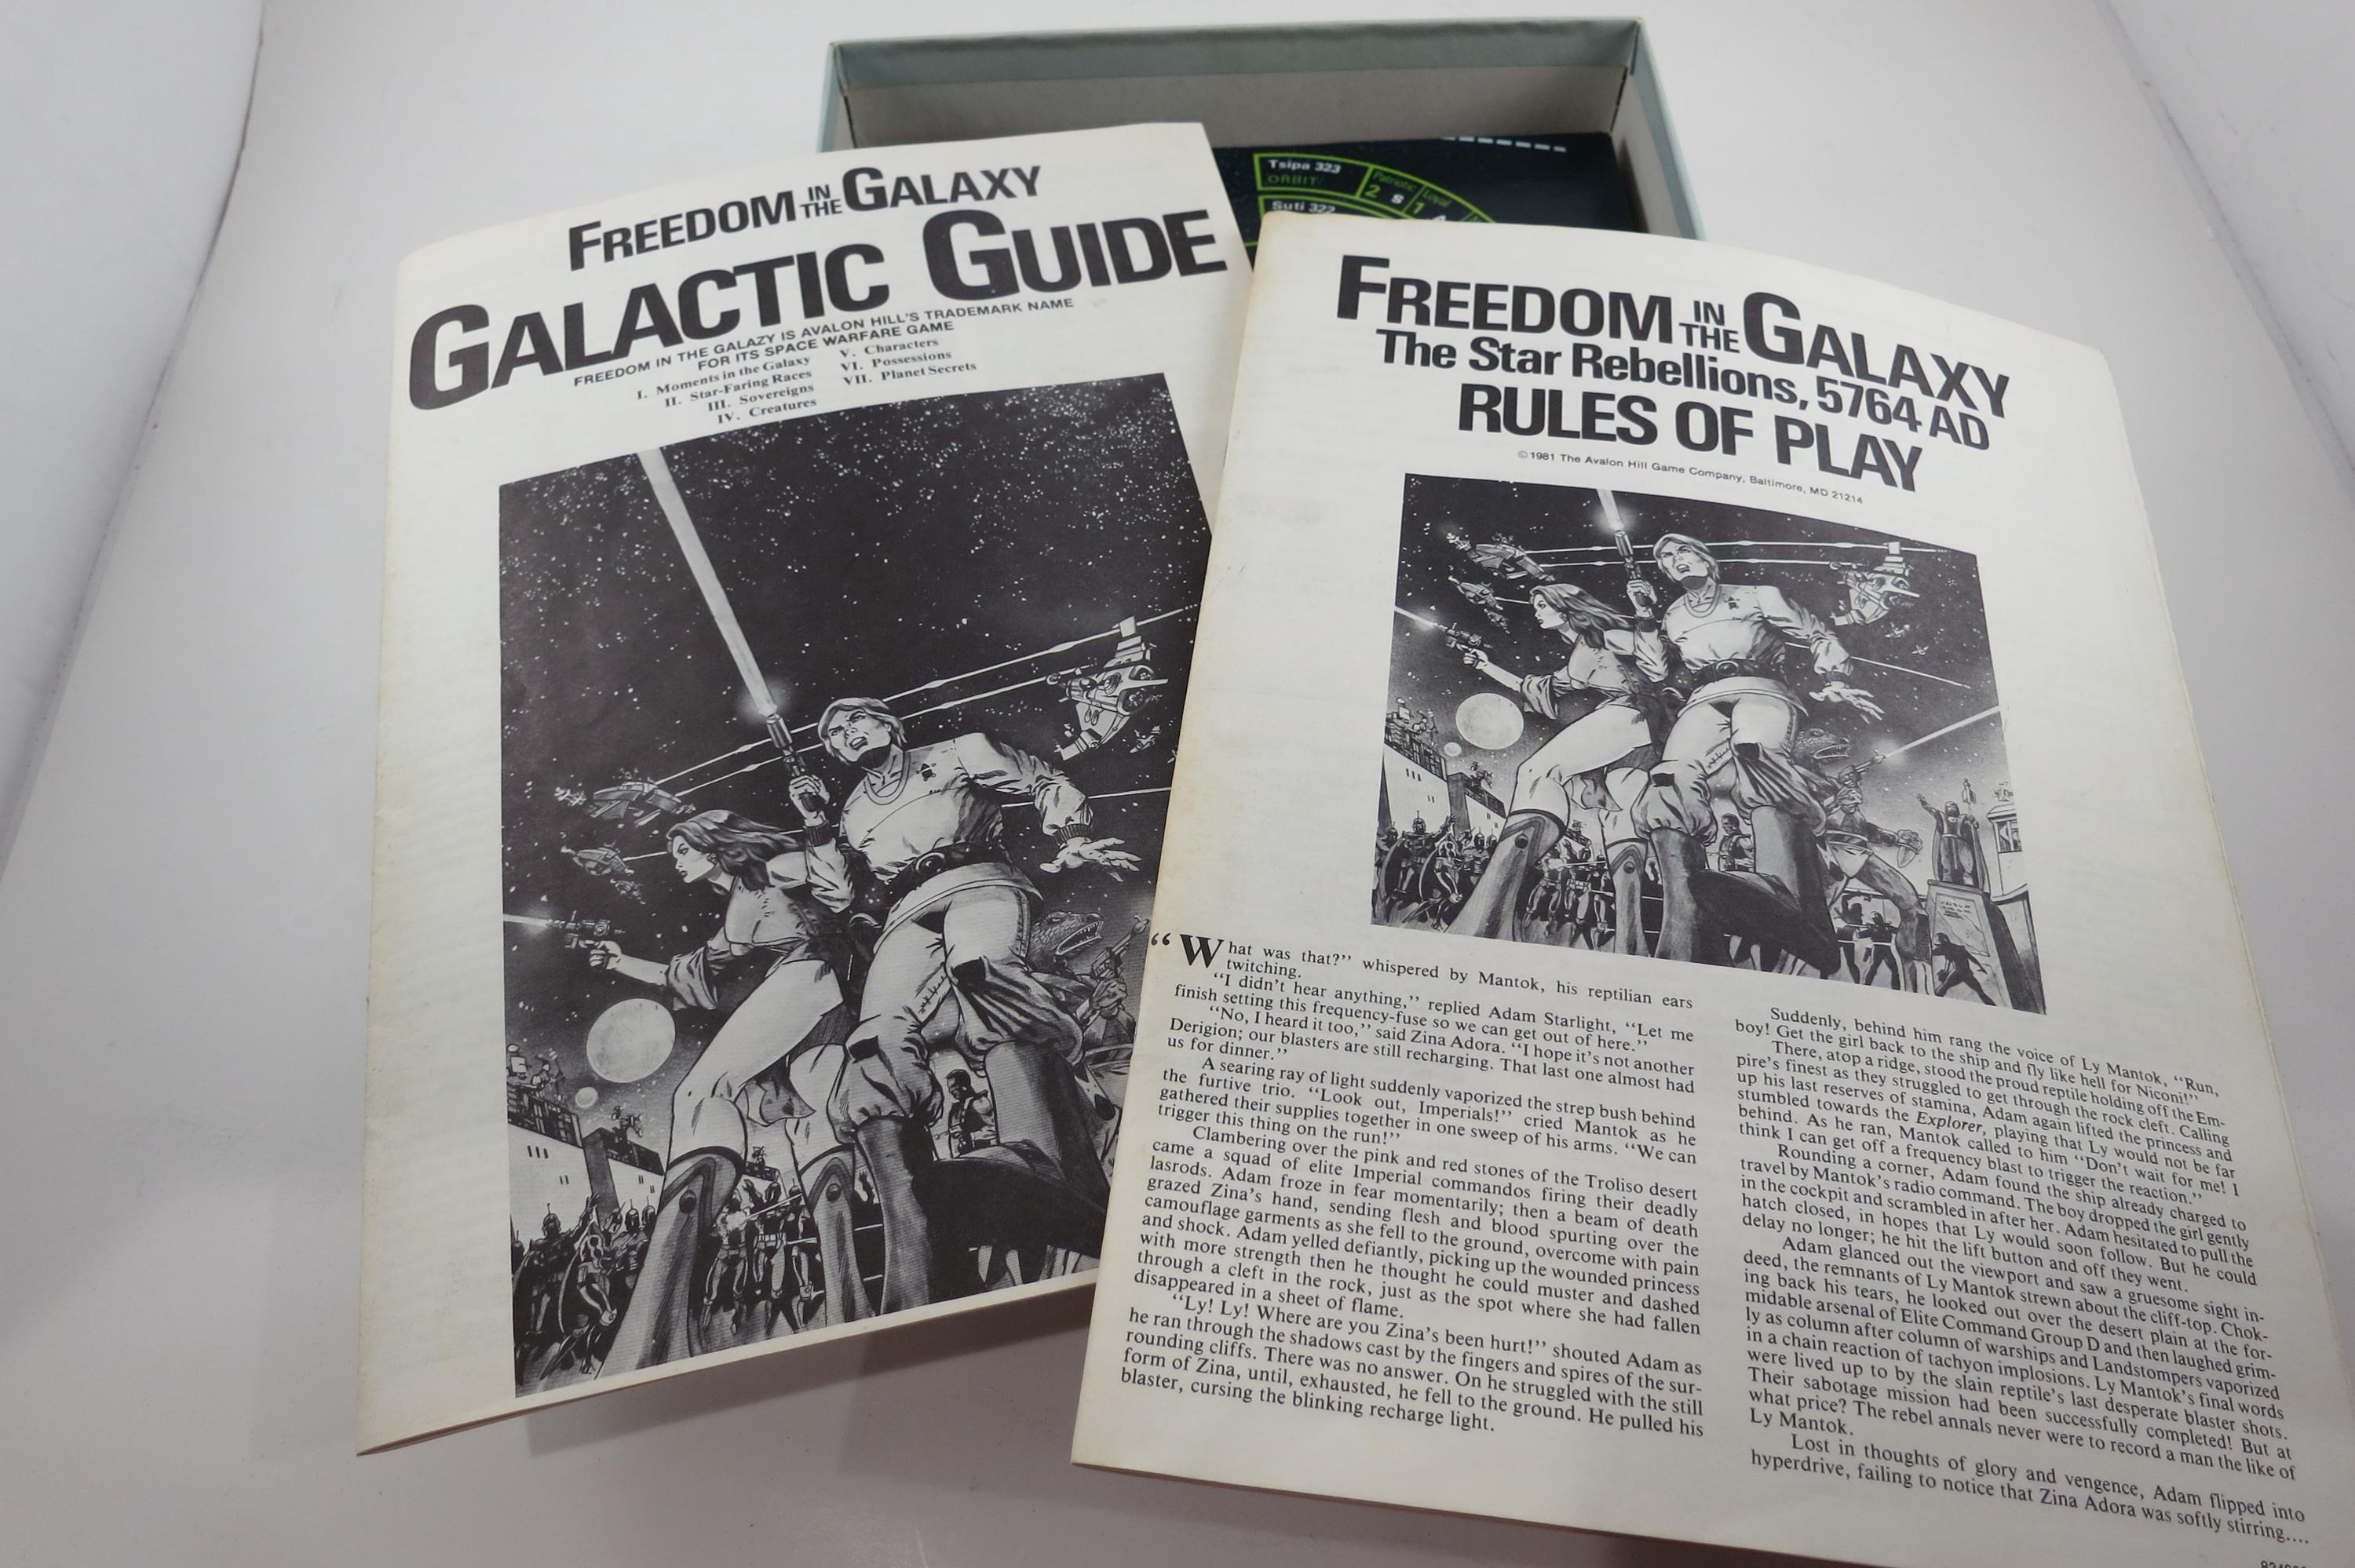 FREEDOM IN THE GALAXY
GALACTIC GUIDE
FREEDOM IN THE GALAZY IS AVALON HILL'S TRADEMARK NAME
FOR ITS SPACE WARFARE GAME
I. Moments in the Galaxy
II. Star-Faring Races
III. Sovereigns
IV. Creatures
V. Characters
VI. Possessions
VII. Planet Secrets
Tsipa 323
ORBIT
Patriotic
2 S
Loyal
1
Suti 322
FREEDOM IN THE GALAXY
The Star Rebellions, 5764 AD
RULES OF PLAY
©1981 The Avalon Hill Game Company, Baltimore, MD 21214
“What was that?” whispered by Mantok, his reptilian ears
twitching.
“I didn’t hear anything,” replied Adam Starlight, “Let me
finish setting this frequency-fuse so we can get out of here.”
“No, I heard it too,” said Zina Adora. “I hope it’s not another
Derigion; our blasters are still recharging. That last one almost had
us for dinner.”
A searing ray of light suddenly vaporized the strep bush behind
the furtive trio. “Look out, Imperials!” cried Mantok as he
gathered their supplies together in one sweep of his arms. “We can
trigger this thing on the run!”
Clambering over the pink and red stones of the Troliso desert
came a squad of elite Imperial commandos firing their deadly
lasrods. Adam froze in fear momentarily; then a beam of death
grazed Zina’s hand, sending flesh and blood spurting over the
camouflage garments as she fell to the ground, overcome with pain
and shock. Adam yelled defiantly, picking up the wounded princess
with more strength then he thought he could muster and dashed
through a cleft in the rock, just as the spot where she had fallen
disappeared in a sheet of flame.
“Ly! Ly! Where are you Zina’s been hurt!” shouted Adam as
he ran through the shadows cast by the fingers and spires of the sur-
rounding cliffs. There was no answer. On he struggled with the still
form of Zina, until, exhausted, he fell to the ground. He pulled his
blaster, cursing the blinking recharge light.
Suddenly, behind him rang the voice of Ly Mantok, “Run,
boy! Get the girl back to the ship and fly like hell for Niconi!”
There, atop a ridge, stood the proud reptile holding off the Em-
pire’s finest as they struggled to get through the rock cleft. Calling
up his last reserves of stamina, Adam again lifted the princess and
stumbled towards the Explorer, playing that Ly would not be far
behind. As he ran, Mantok called to him “Don’t wait for me! I
think I can get off a frequency blast to trigger the reaction.”
Rounding a corner, Adam found the ship already charged to
travel by Mantok’s radio command. The boy dropped the girl gently
in the cockpit and scrambled in after her. Adam hesitated to pull the
hatch closed, in hopes that Ly would soon follow. But he could
delay no longer; he hit the lift button and off they went.
Adam glanced out the viewport and saw a gruesome sight in-
deed, the remnants of Ly Mantok strewn about the cliff-top. Chok-
ing back his tears, he looked out over the desert plain at the for-
midable arsenal of Elite Command Group D and then laughed grim-
ly as column after column of warships and Landstompers vaporized
in a chain reaction of tachyon implosions. Ly Mantok’s final words
were lived up to by the slain reptile’s last desperate blaster shots.
Their sabotage mission had been successfully completed! But at
what price? The rebel annals never were to record a man the like of
Ly Mantok.
Lost in thoughts of glory and vengence, Adam flipped into
hyperdrive, failing to notice that Zina Adora was softly stirring....